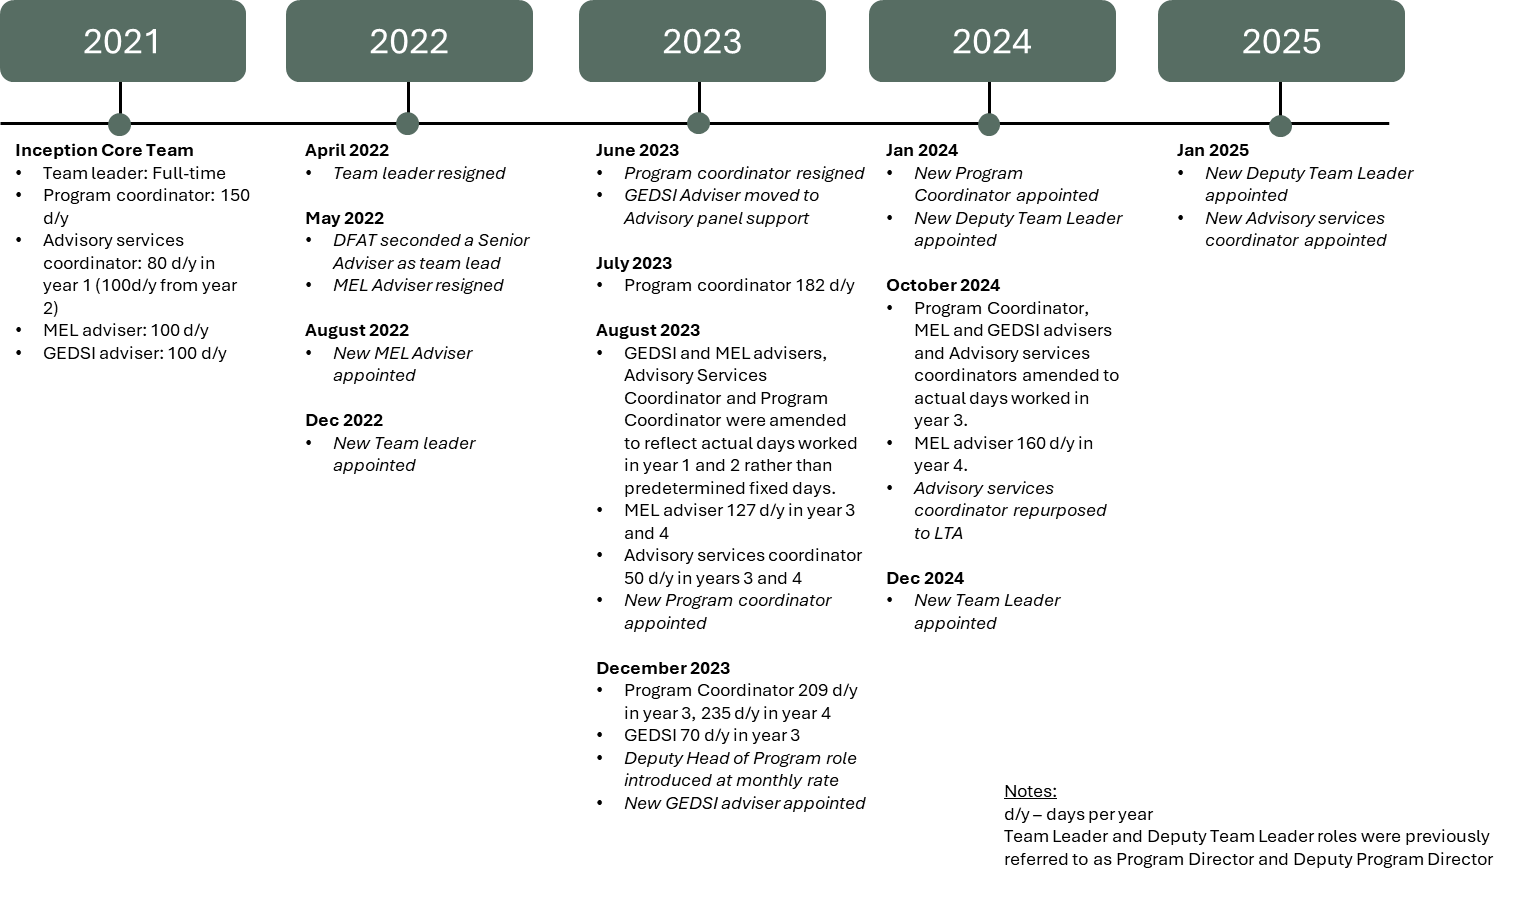 2021
2022
2023
2024
2025
Inception Core Team
• Team leader: Full-time
• Program coordinator: 150
d/y
• Advisory services
coordinator: 80 d/y in
year 1 (100d/y from year
2)
• MEL adviser: 100 d/y
• GEDSI adviser: 100 d/y
April 2022
• Team leader resigned
May 2022
• DFAT seconded a Senior
Adviser as team lead
• MEL Adviser resigned
August 2022
• New MEL Adviser
appointed
Dec 2022
• New Team leader
appointed
June 2023
• Program coordinator resigned
• GEDSI Adviser moved to
Advisory panel support
July 2023
• Program coordinator 182 d/y
August 2023
• GEDSI and MEL advisers,
Advisory Services
Coordinator and Program
Coordinator were amended
to reflect actual days worked
in year 1 and 2 rather than
predetermined fixed days.
• MEL adviser 127 d/y in year 3
and 4
• Advisory services coordinator
50 d/y in years 3 and 4
• New Program coordinator
appointed
December 2023
• Program Coordinator 209 d/y
in year 3, 235 d/y in year 4
• GEDSI 70 d/y in year 3
• Deputy Head of Program role
introduced at monthly rate
• New GEDSI adviser appointed
Jan 2024
• New Program
Coordinator appointed
• New Deputy Team Leader
appointed
October 2024
• Program Coordinator,
MEL and GEDSI advisers
and Advisory services
coordinators amended to
actual days worked in
year 3.
• MEL adviser 160 d/y in
year 4.
• Advisory services
coordinator repurposed
to LTA
Dec 2024
• New Team Leader
appointed
Jan 2025
• New Deputy Team Leader
appointed
• New Advisory services
coordinator appointed
Notes:
d/y – days per year
Team Leader and Deputy Team Leader roles were previously
referred to as Program Director and Deputy Program Director